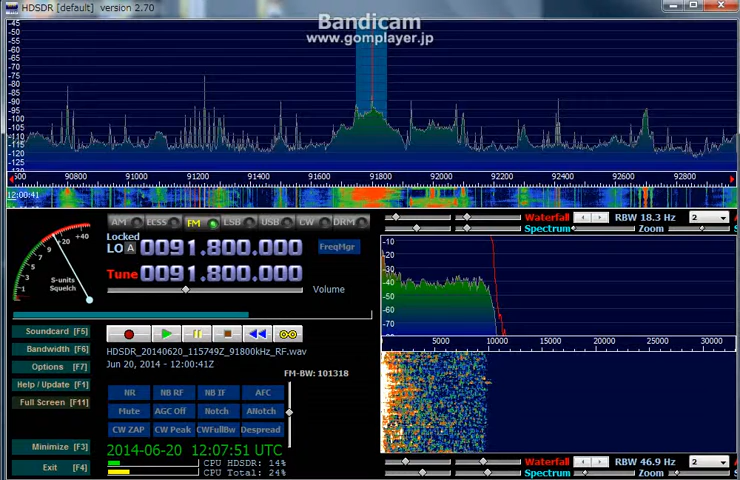 HDSDR [default] version 2.70
Bandicam
www.gomplayer.jp
-45
-50
-55
-60
-65
-70
-75
-80
-85
-90
-95
-100
-105
-110
-115
-120
-125
-130
90800 91000 91200 91400 91600 91800 92000 92200 92400 92600 92800
12:00:41
AM ECSS FM LSB USB CW DRM
Waterfall RBW 18.3 Hz 2
Spectrum Zoom
Locked
LO A 0091.800.000
FreqMgr
Tune 0091.800.000
Volume
+20 +40
9
7
5
3
1
S-units
Squelch
-10
-20
-30
-40
-50
-60
-70
-80
Soundcard [F5]
Bandwidth [F6]
Options [F7]
Help / Update [F1]
Full Screen [F11]
Minimize [F3]
Exit [F4]
HDSDR_20140620_115749Z_91800kHz_RF.wav
Jun 20, 2014 - 12:00:41Z
FM-BW: 101318
NR NB RF NB IF AFC
Mute AGC Off Notch ANotch
CW ZAP CW Peak CWFullBw Despread
2014-06-20 12:07:51 UTC
CPU HDSDR: 14%
CPU Total: 24%
0 5000 10000 15000 20000 25000 30000
Waterfall RBW 46.9 Hz 2
Spectrum Zoom